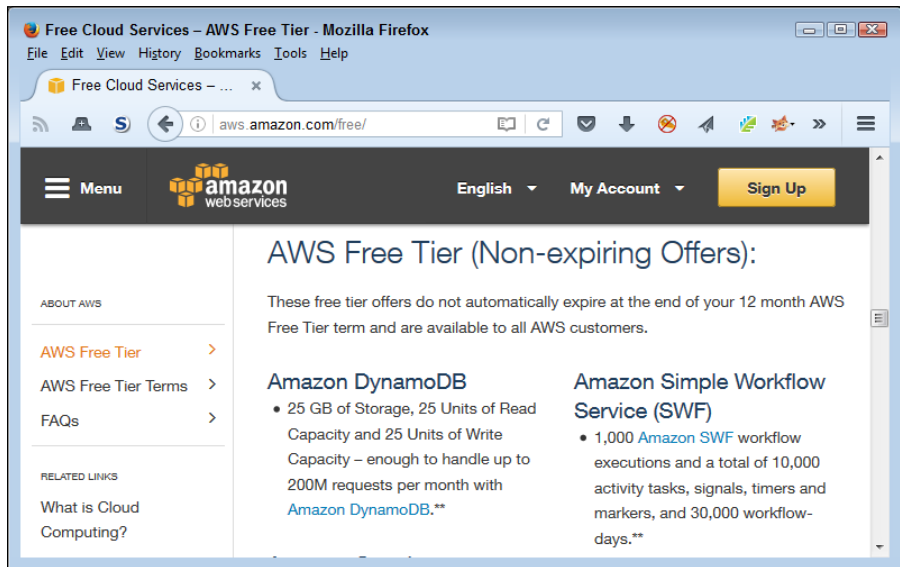 Free Cloud Services – AWS Free Tier - Mozilla Firefox
File Edit View History Bookmarks Tools Help
Free Cloud Services – ...
aws.amazon.com/free/
Menu
amazon
webservices
English
My Account
Sign Up
ABOUT AWS
AWS Free Tier
AWS Free Tier Terms
FAQs
RELATED LINKS
What is Cloud
Computing?
AWS Free Tier (Non-expiring Offers):
These free tier offers do not automatically expire at the end of your 12 month AWS
Free Tier term and are available to all AWS customers.
Amazon DynamoDB
• 25 GB of Storage, 25 Units of Read
Capacity and 25 Units of Write
Capacity – enough to handle up to
200M requests per month with
Amazon DynamoDB.**
Amazon Simple Workflow
Service (SWF)
• 1,000 Amazon SWF workflow
executions and a total of 10,000
activity tasks, signals, timers and
markers, and 30,000 workflow-
days.**